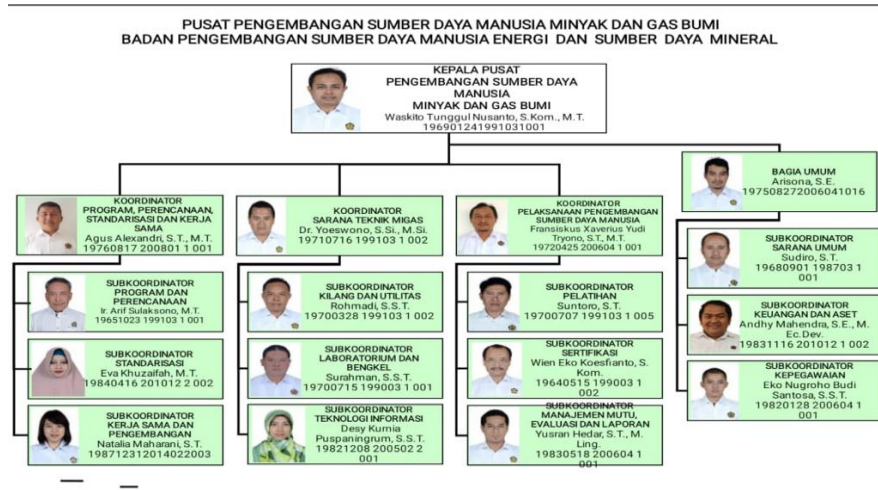 PUSAT PENGEMBANGAN SUMBER DAYA MANUSIA MINYAK DAN GAS BUMI
BADAN PENGEMBANGAN SUMBER DAYA MANUSIA ENERGI DAN SUMBER DAYA MINERAL
KEPALA PUSAT
PENGEMBANGAN SUMBER DAYA
MANUSIA
MINYAK DAN GAS BUMI
Waskito Tunggul Nusanto, S.Kom., M.T.
196901241991031001
KOORDINATOR
PROGRAM, PERENCANAAN,
STANDARISASI DAN KERJA
SAMA
Agus Alexandri, S.T., M.T.
19760817 200801 1 001
SUBKOORDINATOR
PROGRAM DAN
PERENCANAAN
Ir. Arif Sulaksono, M.T.
19651023 199103 1 001
SUBKOORDINATOR
STANDARISASI
Eva Khuzaifah, M.T.
19840416 201012 2 002
SUBKOORDINATOR
KERJA SAMA DAN
PENGEMBANGAN
Natalia Maharani, S.T.
198712312014022003
KOORDINATOR
SARANA TEKNIK MIGAS
Dr. Yoeswono, S.Si., M.Si.
19710716 199103 1 002
SUBKOORDINATOR
KILANG DAN UTILITAS
Rohmadi, S.S.T.
19700328 199103 1 002
SUBKOORDINATOR
LABORATORIUM DAN
BENGKEL
Surahman, S.S.T.
19700715 199003 1 001
SUBKOORDINATOR
TEKNOLOGI INFORMASI
Desy Kurnia
Puspaningrum, S.S.T.
19821208 200502 2
001
KOORDINATOR
PELAKSANAAN PENGEMBANGAN
SUMBER DAYA MANUSIA
Fransiskus Xaverius Yudi
Tryono, S.T., M.T.
19720425 200604 1 001
SUBKOORDINATOR
PELATIHAN
Suntoro, S.T.
19700707 199103 1 005
SUBKOORDINATOR
SERTIFIKASI
Wien Eko Koesfianto, S.
Kom.
19640515 199003 1
002
SUBKOORDINATOR
MANAJEMEN MUTU,
EVALUASI DAN LAPORAN
Yusran Hedar, S.T., M.
Ling.
19830518 200604 1
001
BAGIA UMUM
Arisona, S.E.
197508272006041016
SUBKOORDINATOR
SARANA UMUM
Sudiro, S.T.
19680901 198703 1
001
SUBKOORDINATOR
KEUANGAN DAN ASET
Andhy Mahendra, S.E., M.
Ec.Dev.
19831116 201012 1 002
SUBKOORDINATOR
KEPEGAWAIAN
Eko Nugroho Budi
Santosa, S.S.T.
19820128 200604 1
001